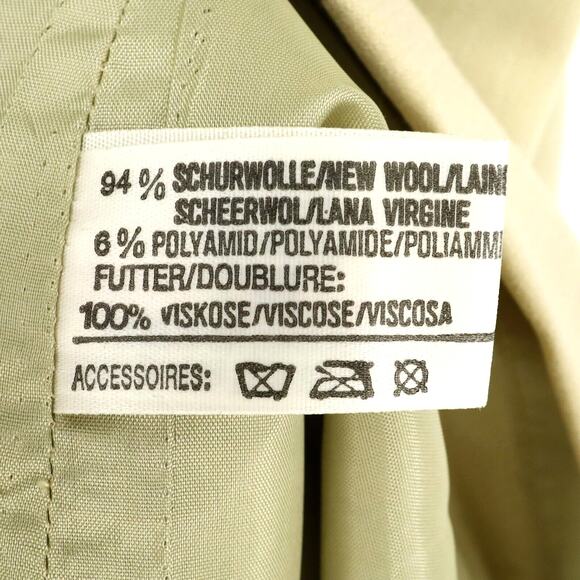 94% SCHURWOLLE/NEW WOOL/LAIN
SCHEERWOL/LANA VIRGINE
6% POLYAMID/POLYAMIDE/POLIAMMI
FUTTER/DOUBLURE:
100% VISKOSE/VISCOSE/VISCOSA
ACCESSOIRES: